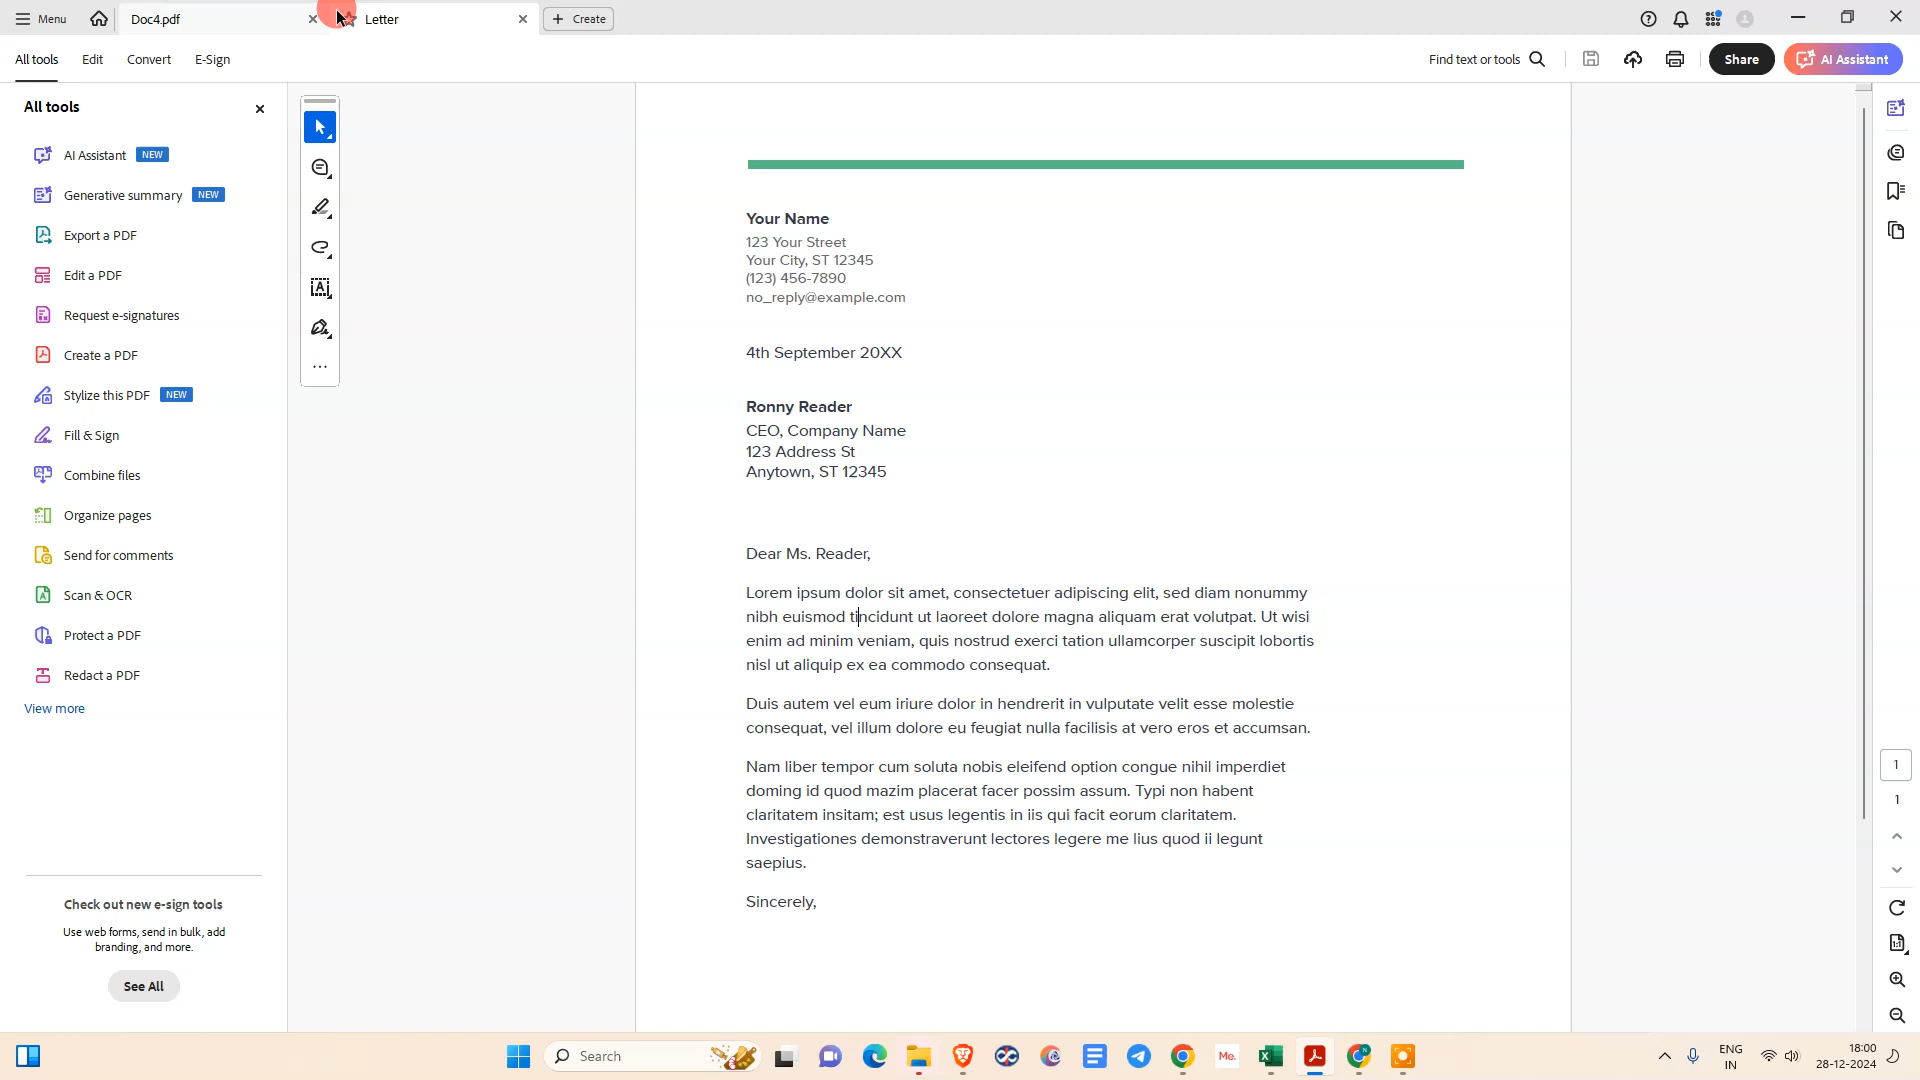 Menu
Doc4.pdf
Letter
Create
All tools
Edit
Convert
E-Sign
Find text or tools
Share
AI Assistant
All tools
AI Assistant NEW
Generative summary NEW
Export a PDF
Edit a PDF
Request e-signatures
Create a PDF
Stylize this PDF NEW
Fill & Sign
Combine files
Organize pages
Send for comments
Scan & OCR
Protect a PDF
Redact a PDF
View more
Check out new e-sign tools
Use web forms, send in bulk, add
branding, and more.
See All
Your Name
123 Your Street
Your City, ST 12345
(123) 456-7890
no_reply@example.com
4th September 20XX
Ronny Reader
CEO, Company Name
123 Address St
Anytown, ST 12345
Dear Ms. Reader,
Lorem ipsum dolor sit amet, consectetuer adipiscing elit, sed diam nonummy
nibh euismod tincidunt ut laoreet dolore magna aliquam erat volutpat. Ut wisi
enim ad minim veniam, quis nostrud exerci tation ullamcorper suscipit lobortis
nisl ut aliquip ex ea commodo consequat.
Duis autem vel eum iriure dolor in hendrerit in vulputate velit esse molestie
consequat, vel illum dolore eu feugiat nulla facilisis at vero eros et accumsan.
Nam liber tempor cum soluta nobis eleifend option congue nihil imperdiet
doming id quod mazim placerat facer possim assum. Typi non habent
claritatem insitam; est usus legentis in iis qui facit eorum claritatem.
Investigationes demonstraverunt lectores legere me lius quod ii legunt
saepius.
Sincerely,
1
1
Search
Me.
ENG
IN
18:00
28-12-2024